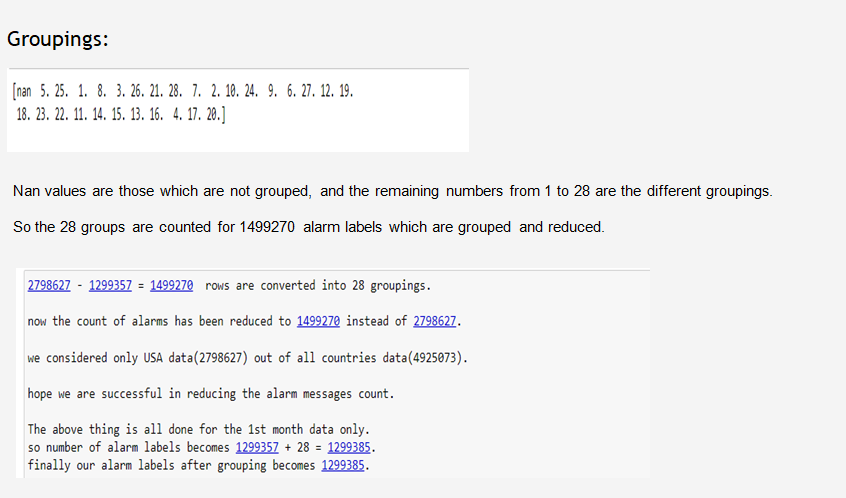 Groupings:
[nan 5. 25. 1. 8. 3. 26. 21. 28. 7. 2. 10. 24. 9. 6. 27. 12. 19.
18. 23. 22. 11. 14. 15. 13. 16. 4. 17. 20.]
Nan values are those which are not grouped, and the remaining numbers from 1 to 28 are the different groupings.
So the 28 groups are counted for 1499270 alarm labels which are grouped and reduced.
2798627 - 1299357 = 1499270 rows are converted into 28 groupings.
now the count of alarms has been reduced to 1499270 instead of 2798627.
we considered only USA data(2798627) out of all countries data(4925073).
hope we are successful in reducing the alarm messages count.
The above thing is all done for the 1st month data only.
so number of alarm labels becomes 1299357 + 28 = 1299385.
finally our alarm labels after grouping becomes 1299385.